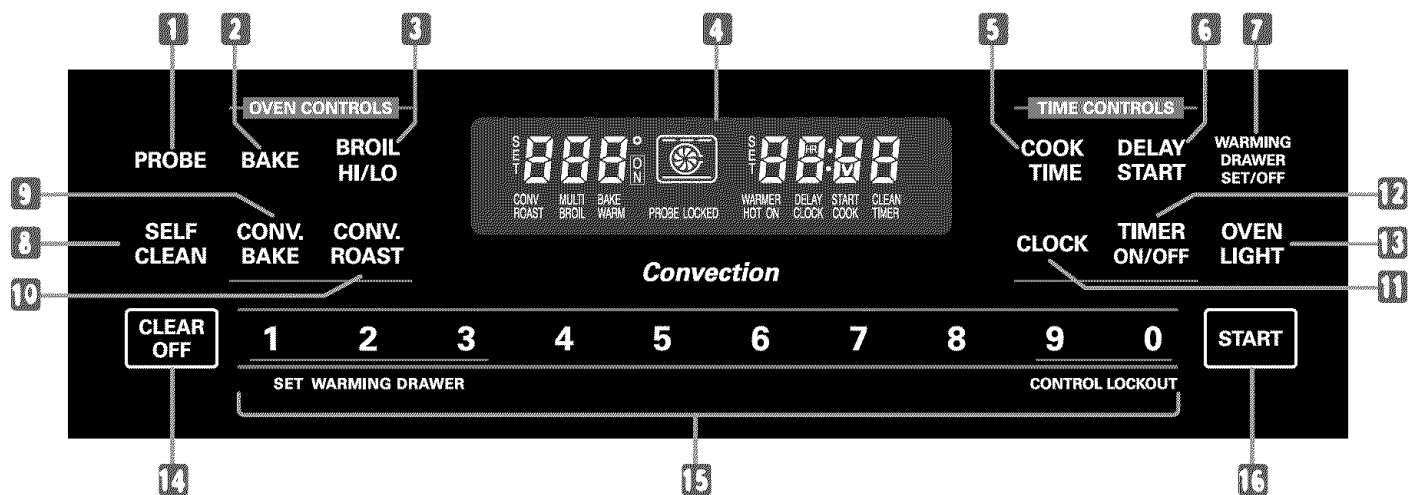 1 2 3 4 5 6 7
OVEN CONTROLS
TIME CONTROLS
PROBE
BAKE
BROIL
HI/LO
SET
888° ON
SET
88:88
HR
CONV MULTI BAKE
ROAST BROIL WARM
PROBE LOCKED
WARMER DELAY START CLEAN
HOT ON CLOCK COOK TIMER
COOK
TIME
DELAY
START
WARMING
DRAWER
SET/OFF
9
12
8
SELF
CLEAN
CONV.
BAKE
CONV.
ROAST
CLOCK
TIMER
ON/OFF
OVEN
LIGHT
13
10
Convection
11
CLEAR
OFF
1 2 3 4 5 6 7 8 9 0
START
SET WARMING DRAWER
CONTROL LOCKOUT
14 15 16